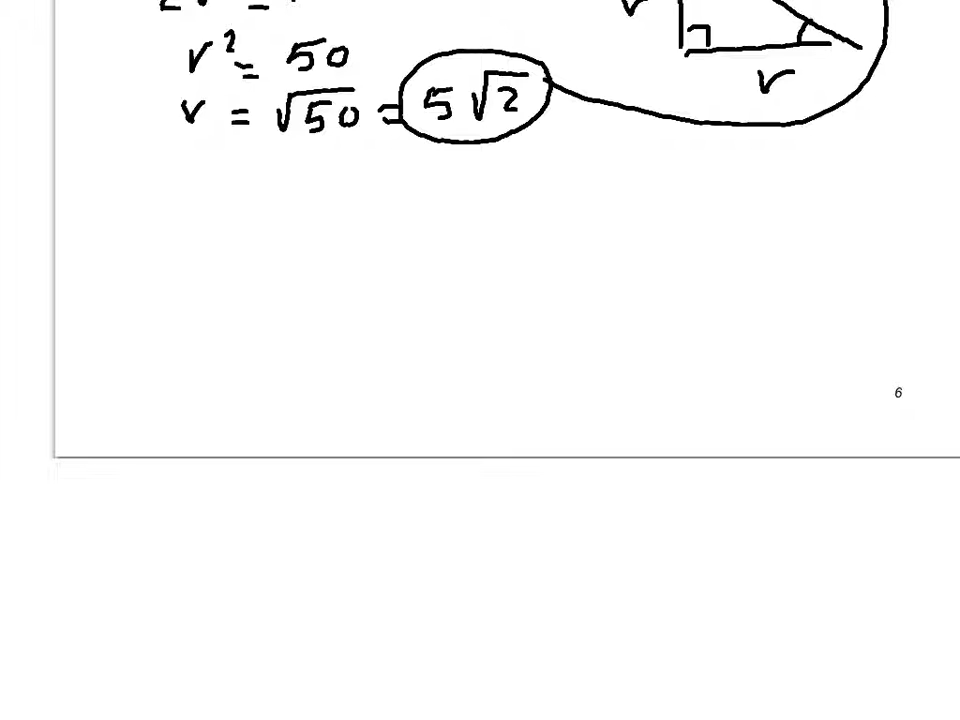 r² = 50
r = √50 = 5√2
r
6